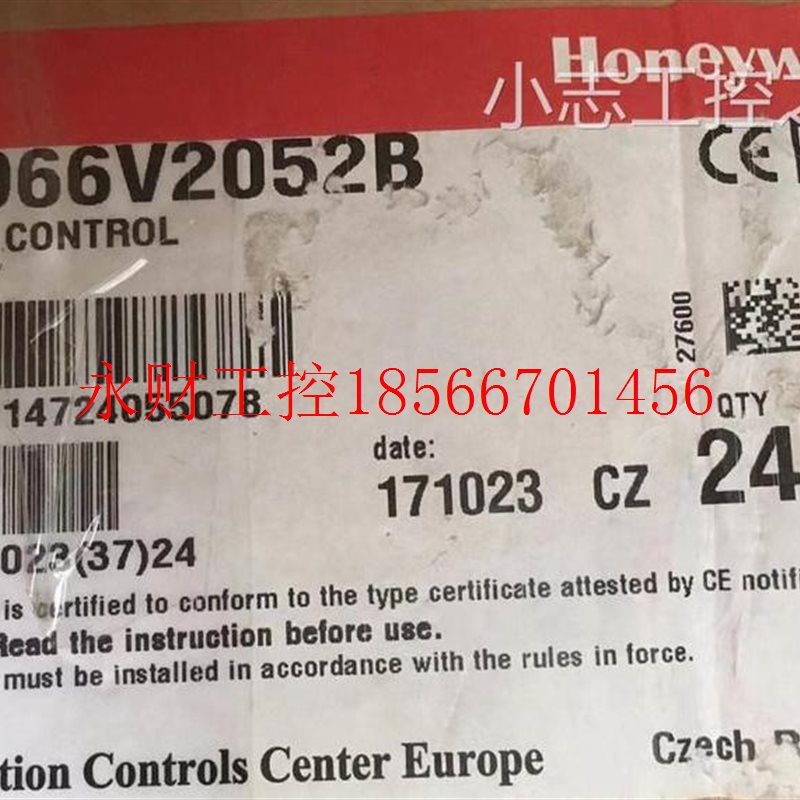 Honeyw
小志工控之
066V2052B
CE
CONTROL
27600
永财工控18566701456
14724055078
QTY
date:
171023 CZ 24
023(37)24
is certified to conform to the type certificate attested by CE notifi
Read the instruction before use.
must be installed in accordance with the rules in force.
tion Controls Center Europe
Czech